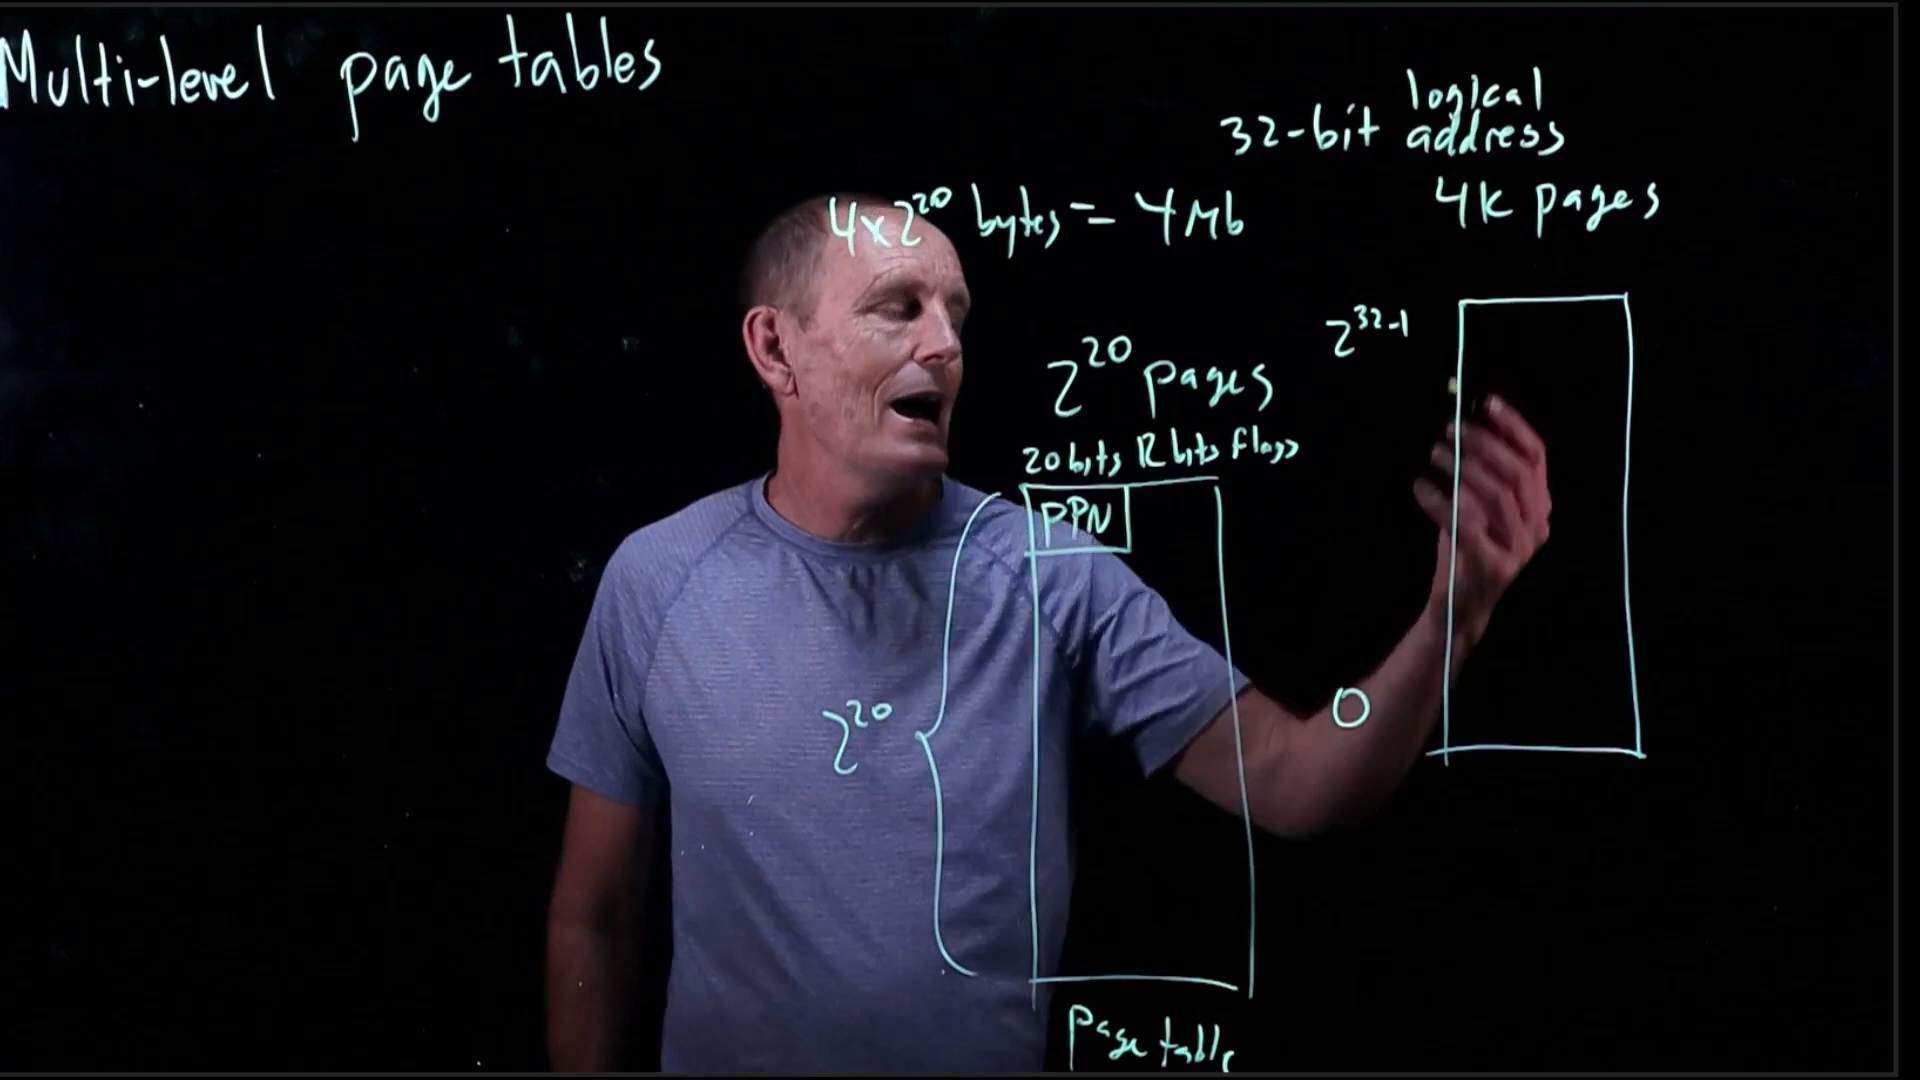 Multi-level page tables
32-bit logical address
4k pages
4x2^20 bytes = 4Mb
2^32-1
2^20 pages
20 bits 12 bits flags
PPN
2^20
0
page table